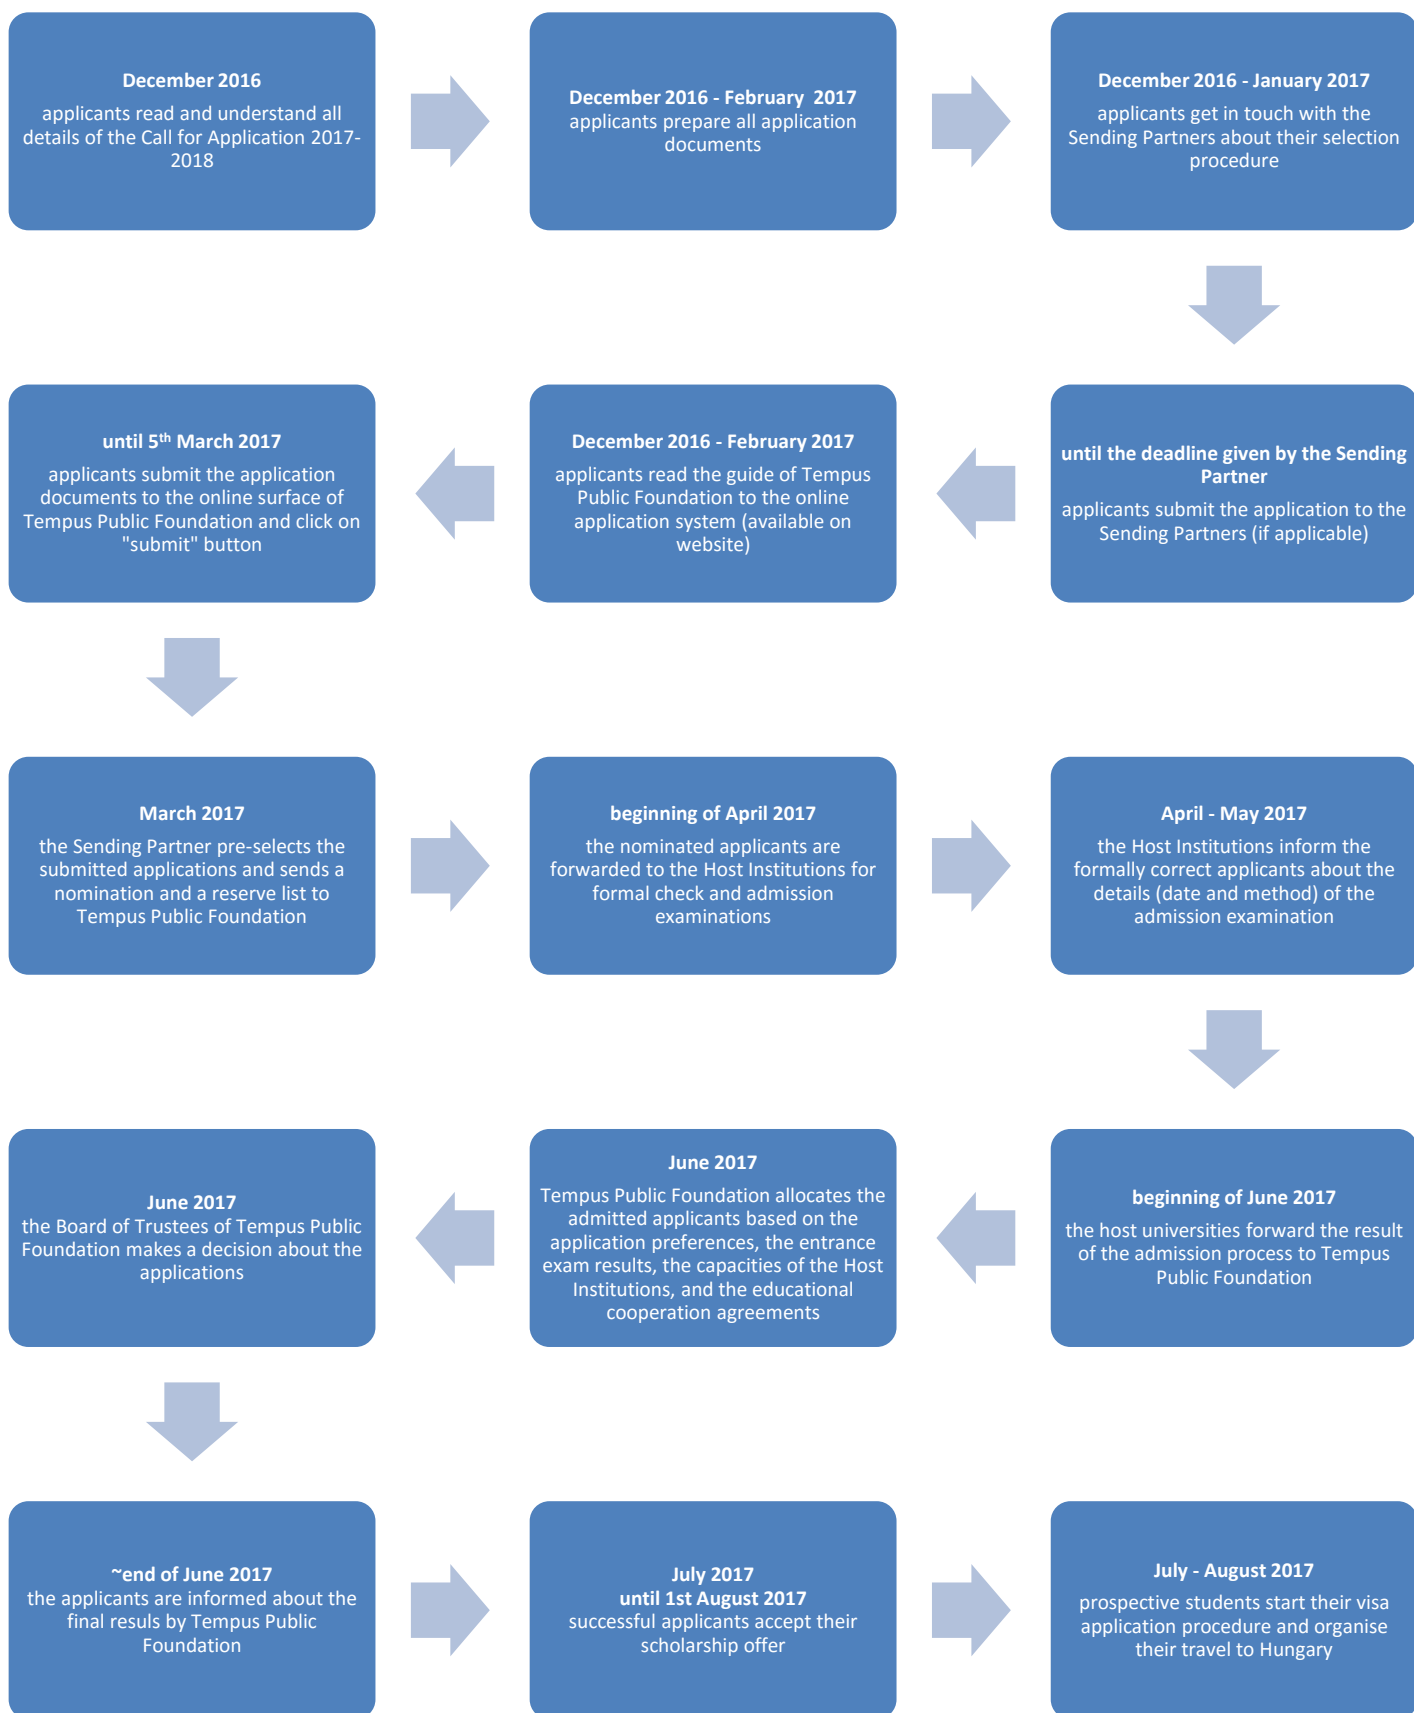 December 2016
applicants read and understand all
details of the Call for Application 2017-
2018
December 2016 - February  2017
applicants prepare all application
documents
December 2016 - January 2017
applicants get in touch with the
Sending Partners about their selection
procedure
until the deadline given by the Sending
Partner
applicants submit the application to the
Sending Partners (if applicable)
December 2016 - February 2017
applicants read the guide of Tempus
Public Foundation to the online
application system (available on
website)
until 5th March 2017
applicants submit the application
documents to the online surface of
Tempus Public Foundation and click on
"submit" button
March 2017
the Sending Partner pre-selects the
submitted applications and sends a
nomination and a reserve list to
Tempus Public Foundation
beginning of April 2017
the nominated applicants are
forwarded to the Host Institutions for
formal check and admission
examinations
April - May 2017
the Host Institutions inform the
formally correct applicants about the
details (date and method) of the
admission examination
beginning of June 2017
the host universities forward the result
of the admission process to Tempus
Public Foundation
June 2017
Tempus Public Foundation allocates the
admitted applicants based on the
application preferences, the entrance
exam results, the capacities of the Host
Institutions, and the educational
cooperation agreements
June 2017
the Board of Trustees of Tempus Public
Foundation makes a decision about the
applications
~end of June 2017
the applicants are informed about the
final resuls by Tempus Public
Foundation
July 2017
until 1st August 2017
successful applicants accept their
scholarship offer
July - August 2017
prospective students start their visa
application procedure and organise
their travel to Hungary